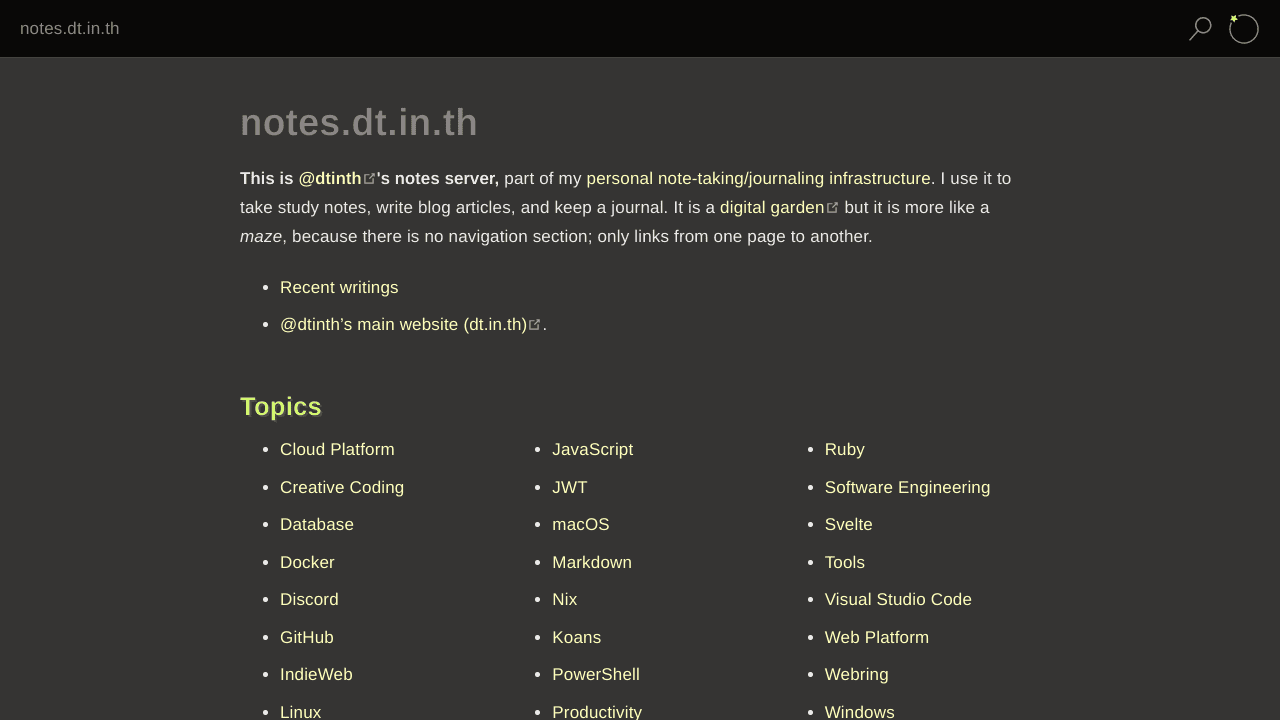 notes.dt.in.th
notes.dt.in.th
This is @dtinth's notes server, part of my personal note-taking/journaling infrastructure. I use it to
take study notes, write blog articles, and keep a journal. It is a digital garden but it is more like a
maze, because there is no navigation section; only links from one page to another.
• Recent writings
• @dtinth’s main website (dt.in.th).
Topics
• Cloud Platform
• Creative Coding
• Database
• Docker
• Discord
• GitHub
• IndieWeb
• Linux
• JavaScript
• JWT
• macOS
• Markdown
• Nix
• Koans
• PowerShell
• Productivity
• Ruby
• Software Engineering
• Svelte
• Tools
• Visual Studio Code
• Web Platform
• Webring
• Windows